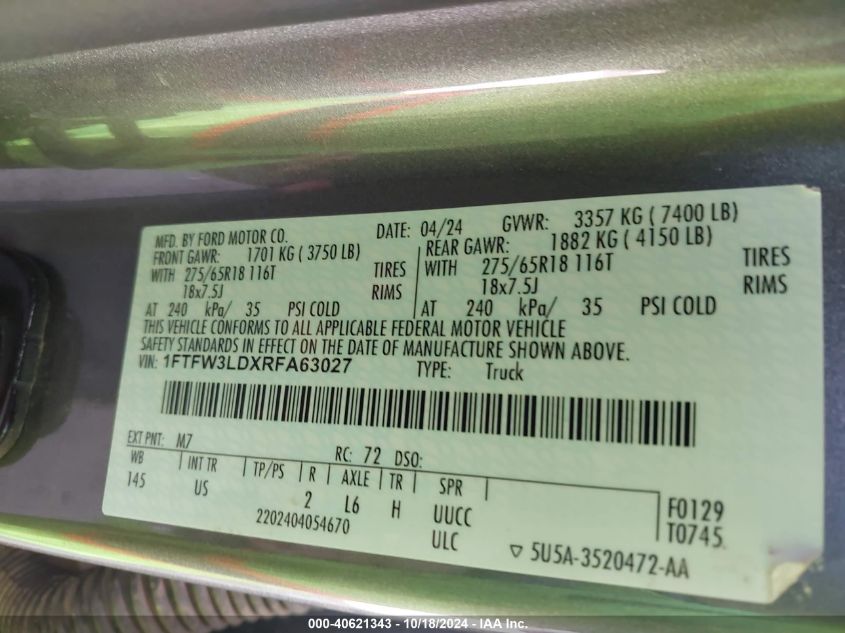 MFD. BY FORD MOTOR CO. DATE: 04/24 GVWR: 3357 KG ( 7400 LB)
FRONT GAWR: 1701 KG ( 3750 LB) REAR GAWR: 1882 KG ( 4150 LB)
WITH 275/65R18 116T TIRES WITH 275/65R18 116T TIRES
18x7.5J RIMS 18x7.5J RIMS
AT 240 kPa/ 35 PSI COLD AT 240 kPa/ 35 PSI COLD
THIS VEHICLE CONFORMS TO ALL APPLICABLE FEDERAL MOTOR VEHICLE
SAFETY STANDARDS IN EFFECT ON THE DATE OF MANUFACTURE SHOWN ABOVE.
VIN: 1FTFW3LDXRFA63027 TYPE: Truck
EXT PNT: M7 RC: 72 DSO:
WB INT TR TP/PS R AXLE TR SPR
145 US 2 L6 H UUCC F0129
2202404054670 ULC T0745
▽ 5U5A-3520472-AA
000-40621343 - 10/18/2024 - IAA Inc.